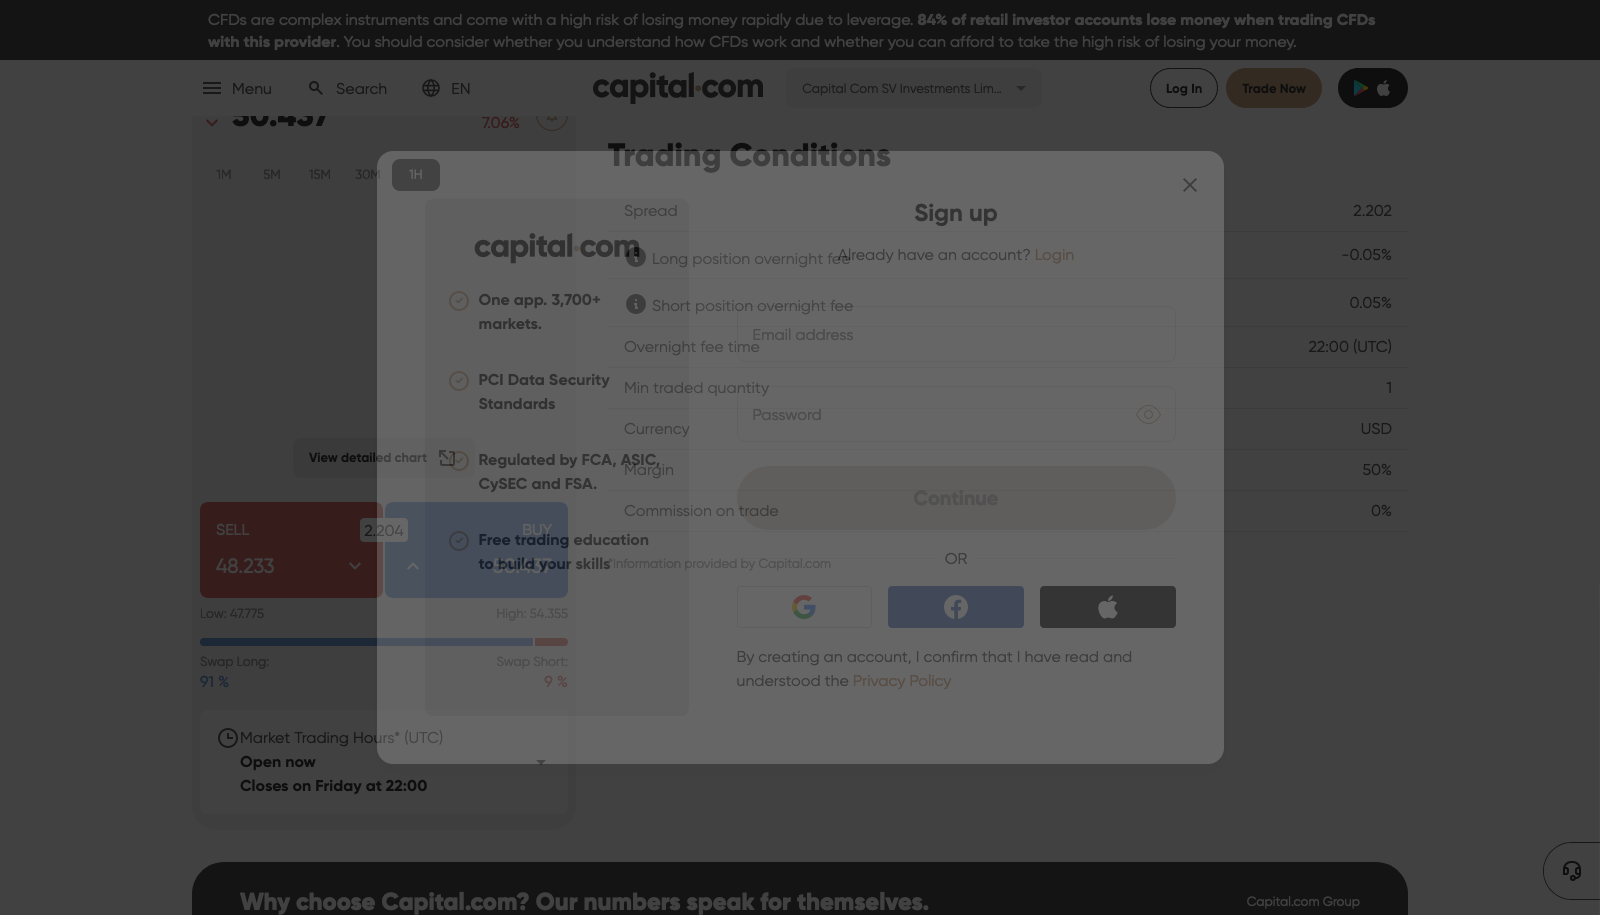 CFDs are complex instruments and come with a high risk of losing money rapidly due to leverage. 84% of retail investor accounts lose money when trading CFDs
with this provider. You should consider whether you understand how CFDs work and whether you can afford to take the high risk of losing your money.
Menu
Search
EN
capital.com
Capital Com SV Investments Lim...
Log In
Trade Now
50.437
7.06%
1M
5M
15M
30M
1H
View detailed chart
SELL
48.233
2.204
BUY
Low: 47.775
High: 54.355
Swap Long:
Swap Short:
91 %
9 %
Market Trading Hours* (UTC)
Open now
Closes on Friday at 22:00
Trading Conditions
Spread
2.202
Long position overnight fee
-0.05%
Short position overnight fee
0.05%
Overnight fee time
22:00 (UTC)
Min traded quantity
1
Currency
USD
Margin
50%
Commission on trade
0%
*Information provided by Capital.com
capital.com
One app. 3,700+
markets.
PCI Data Security
Standards
Regulated by FCA, ASIC,
CySEC and FSA.
Free trading education
to build your skills
Sign up
Already have an account? Login
Email address
Password
Continue
OR
By creating an account, I confirm that I have read and
understood the Privacy Policy
Why choose Capital.com? Our numbers speak for themselves.
Capital.com Group